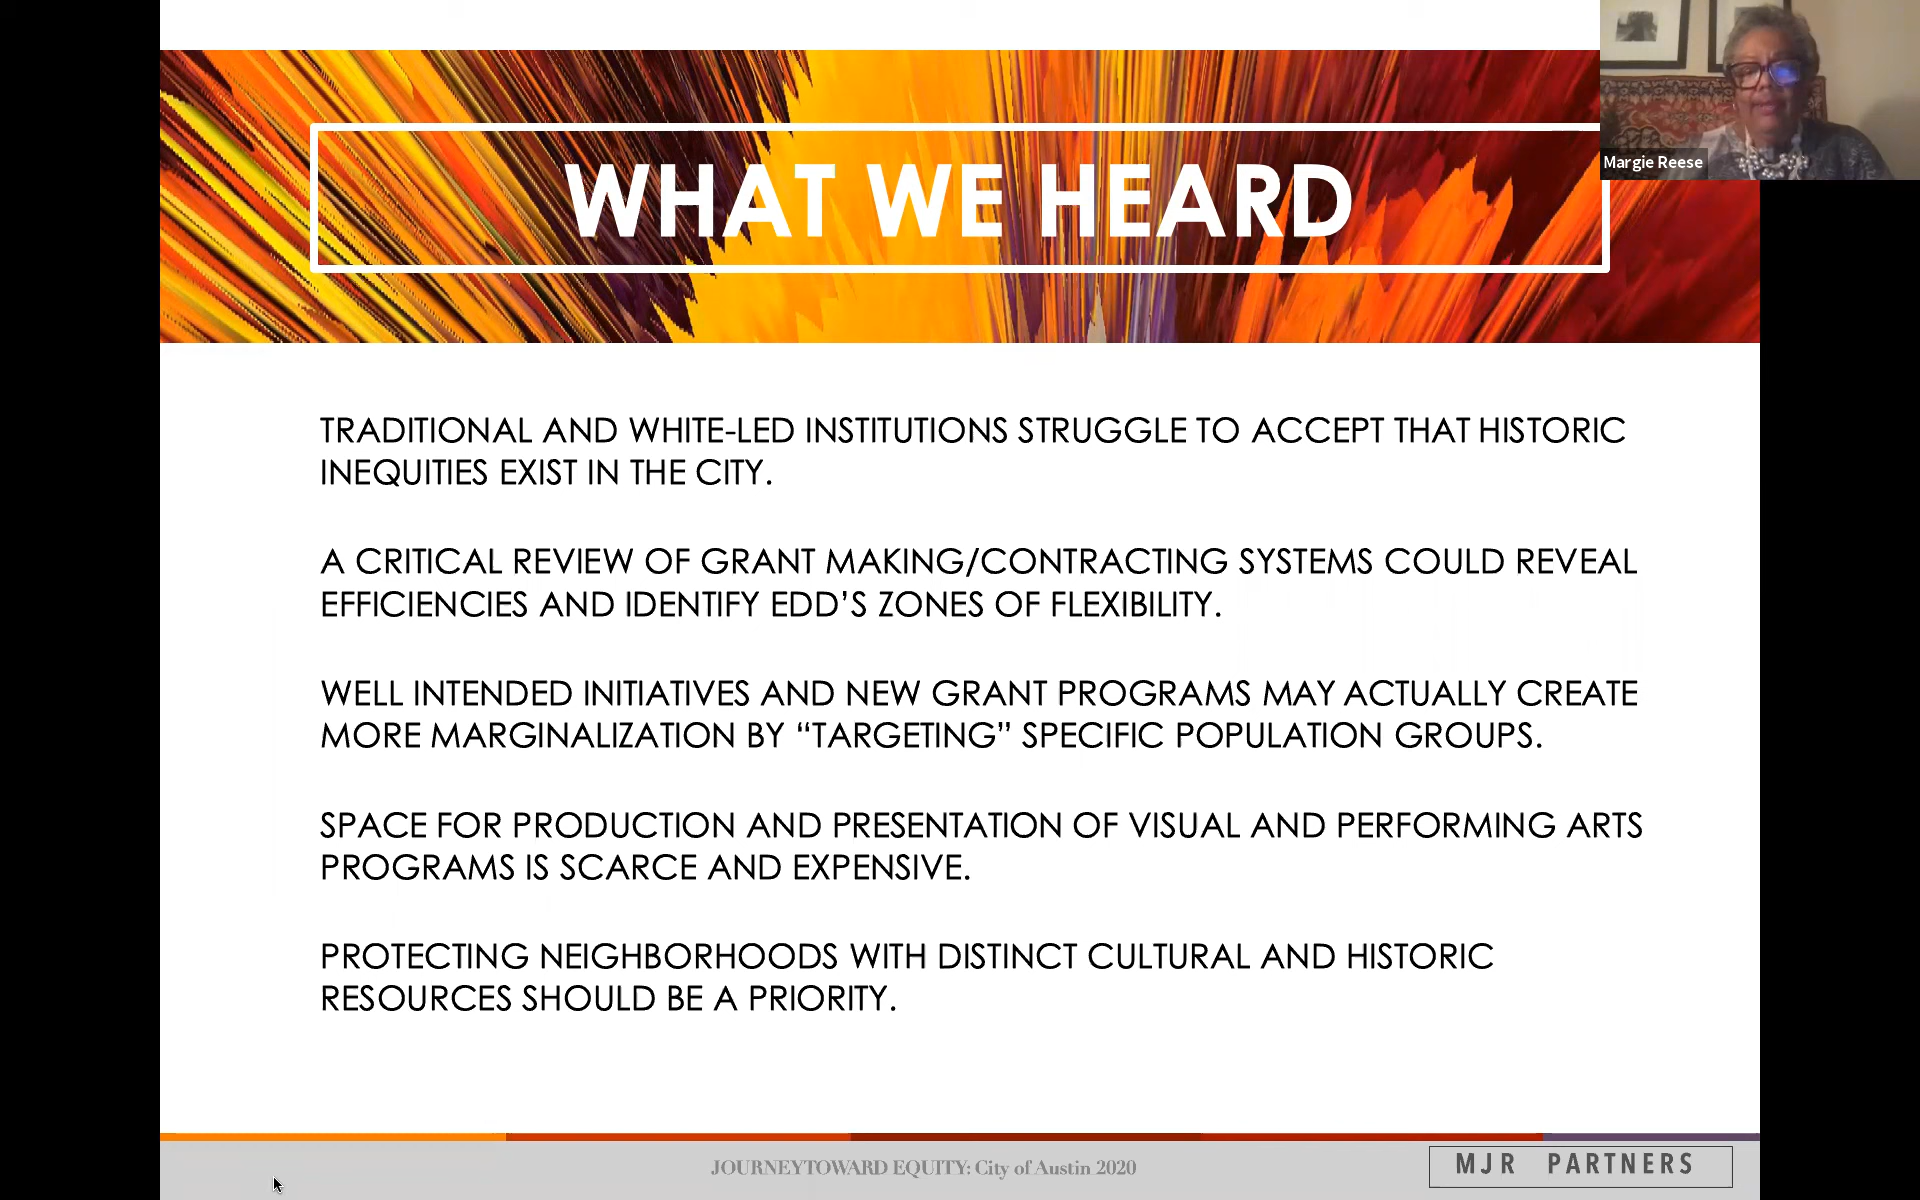 WHAT WE HEARD
Margie Reese
TRADITIONAL AND WHITE-LED INSTITUTIONS STRUGGLE TO ACCEPT THAT HISTORIC
INEQUITIES EXIST IN THE CITY.
A CRITICAL REVIEW OF GRANT MAKING/CONTRACTING SYSTEMS COULD REVEAL
EFFICIENCIES AND IDENTIFY EDD’S ZONES OF FLEXIBILITY.
WELL INTENDED INITIATIVES AND NEW GRANT PROGRAMS MAY ACTUALLY CREATE
MORE MARGINALIZATION BY “TARGETING” SPECIFIC POPULATION GROUPS.
SPACE FOR PRODUCTION AND PRESENTATION OF VISUAL AND PERFORMING ARTS
PROGRAMS IS SCARCE AND EXPENSIVE.
PROTECTING NEIGHBORHOODS WITH DISTINCT CULTURAL AND HISTORIC
RESOURCES SHOULD BE A PRIORITY.
JOURNEYTOWARD EQUITY: City of Austin 2020
MJR PARTNERS